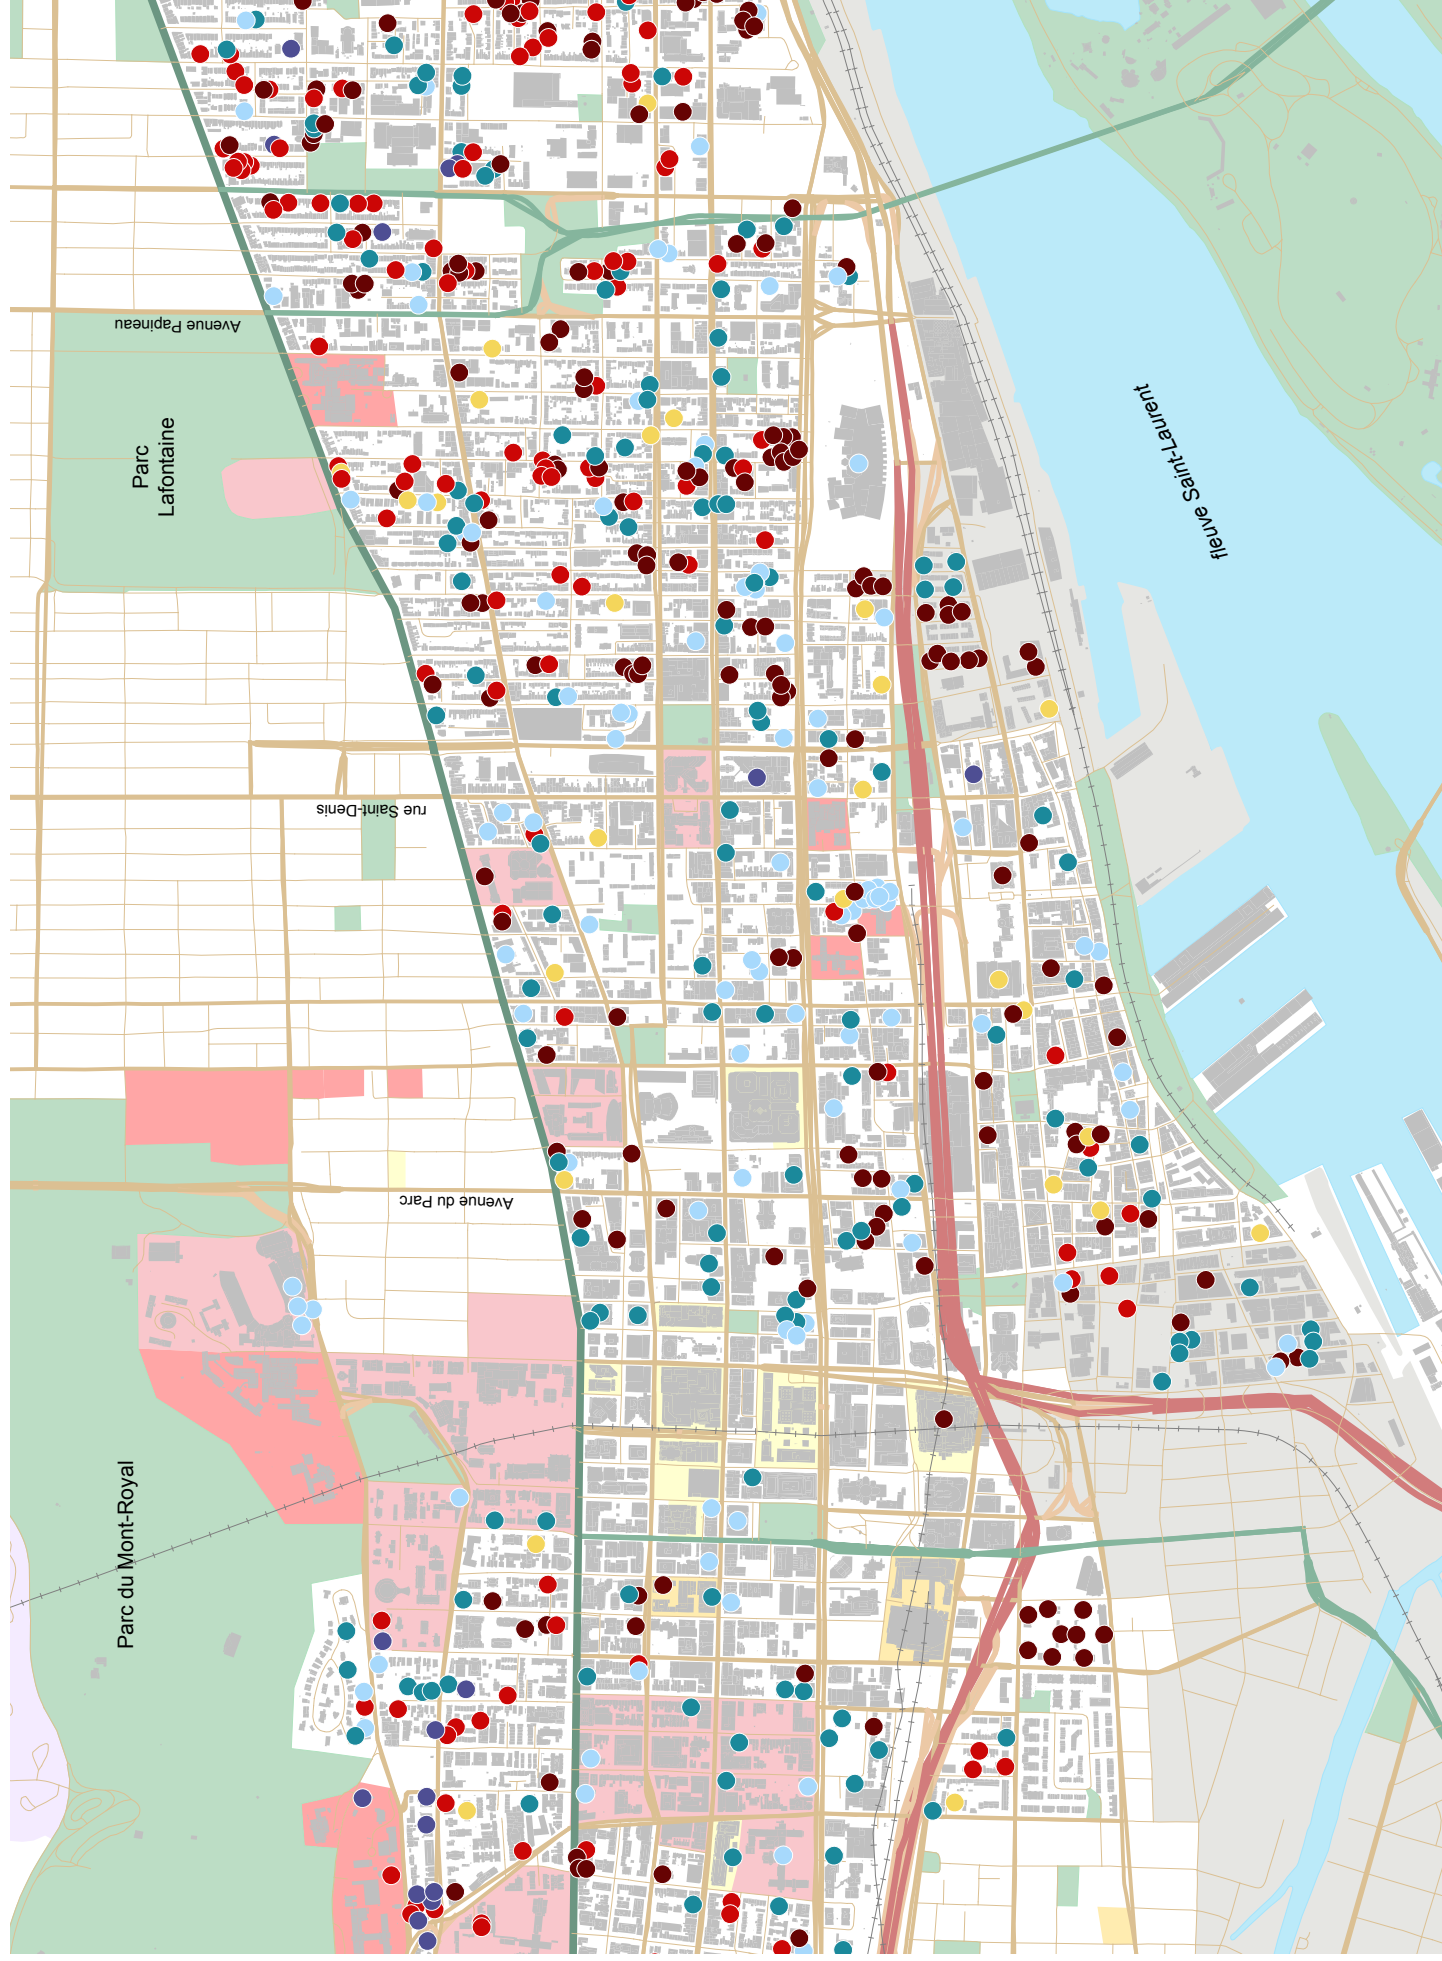 Avenue Papineau
Parc
Lafontaine
fleuve Saint-Laurent
rue Saint-Denis
Avenue du Parc
Parc du Mont-Royal